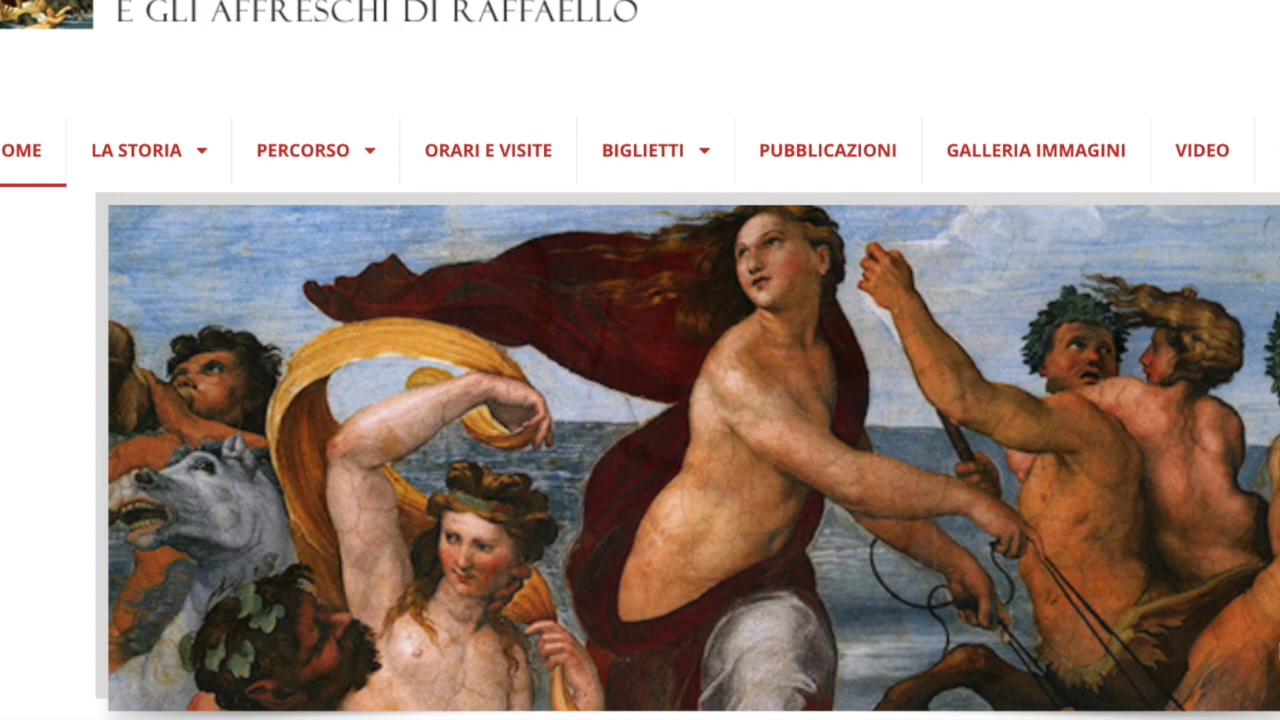 E GLI AFFRESCHI DI RAFFAELLO
OME LA STORIA PERCORSO ORARI E VISITE BIGLIETTI PUBBLICAZIONI GALLERIA IMMAGINI VIDEO